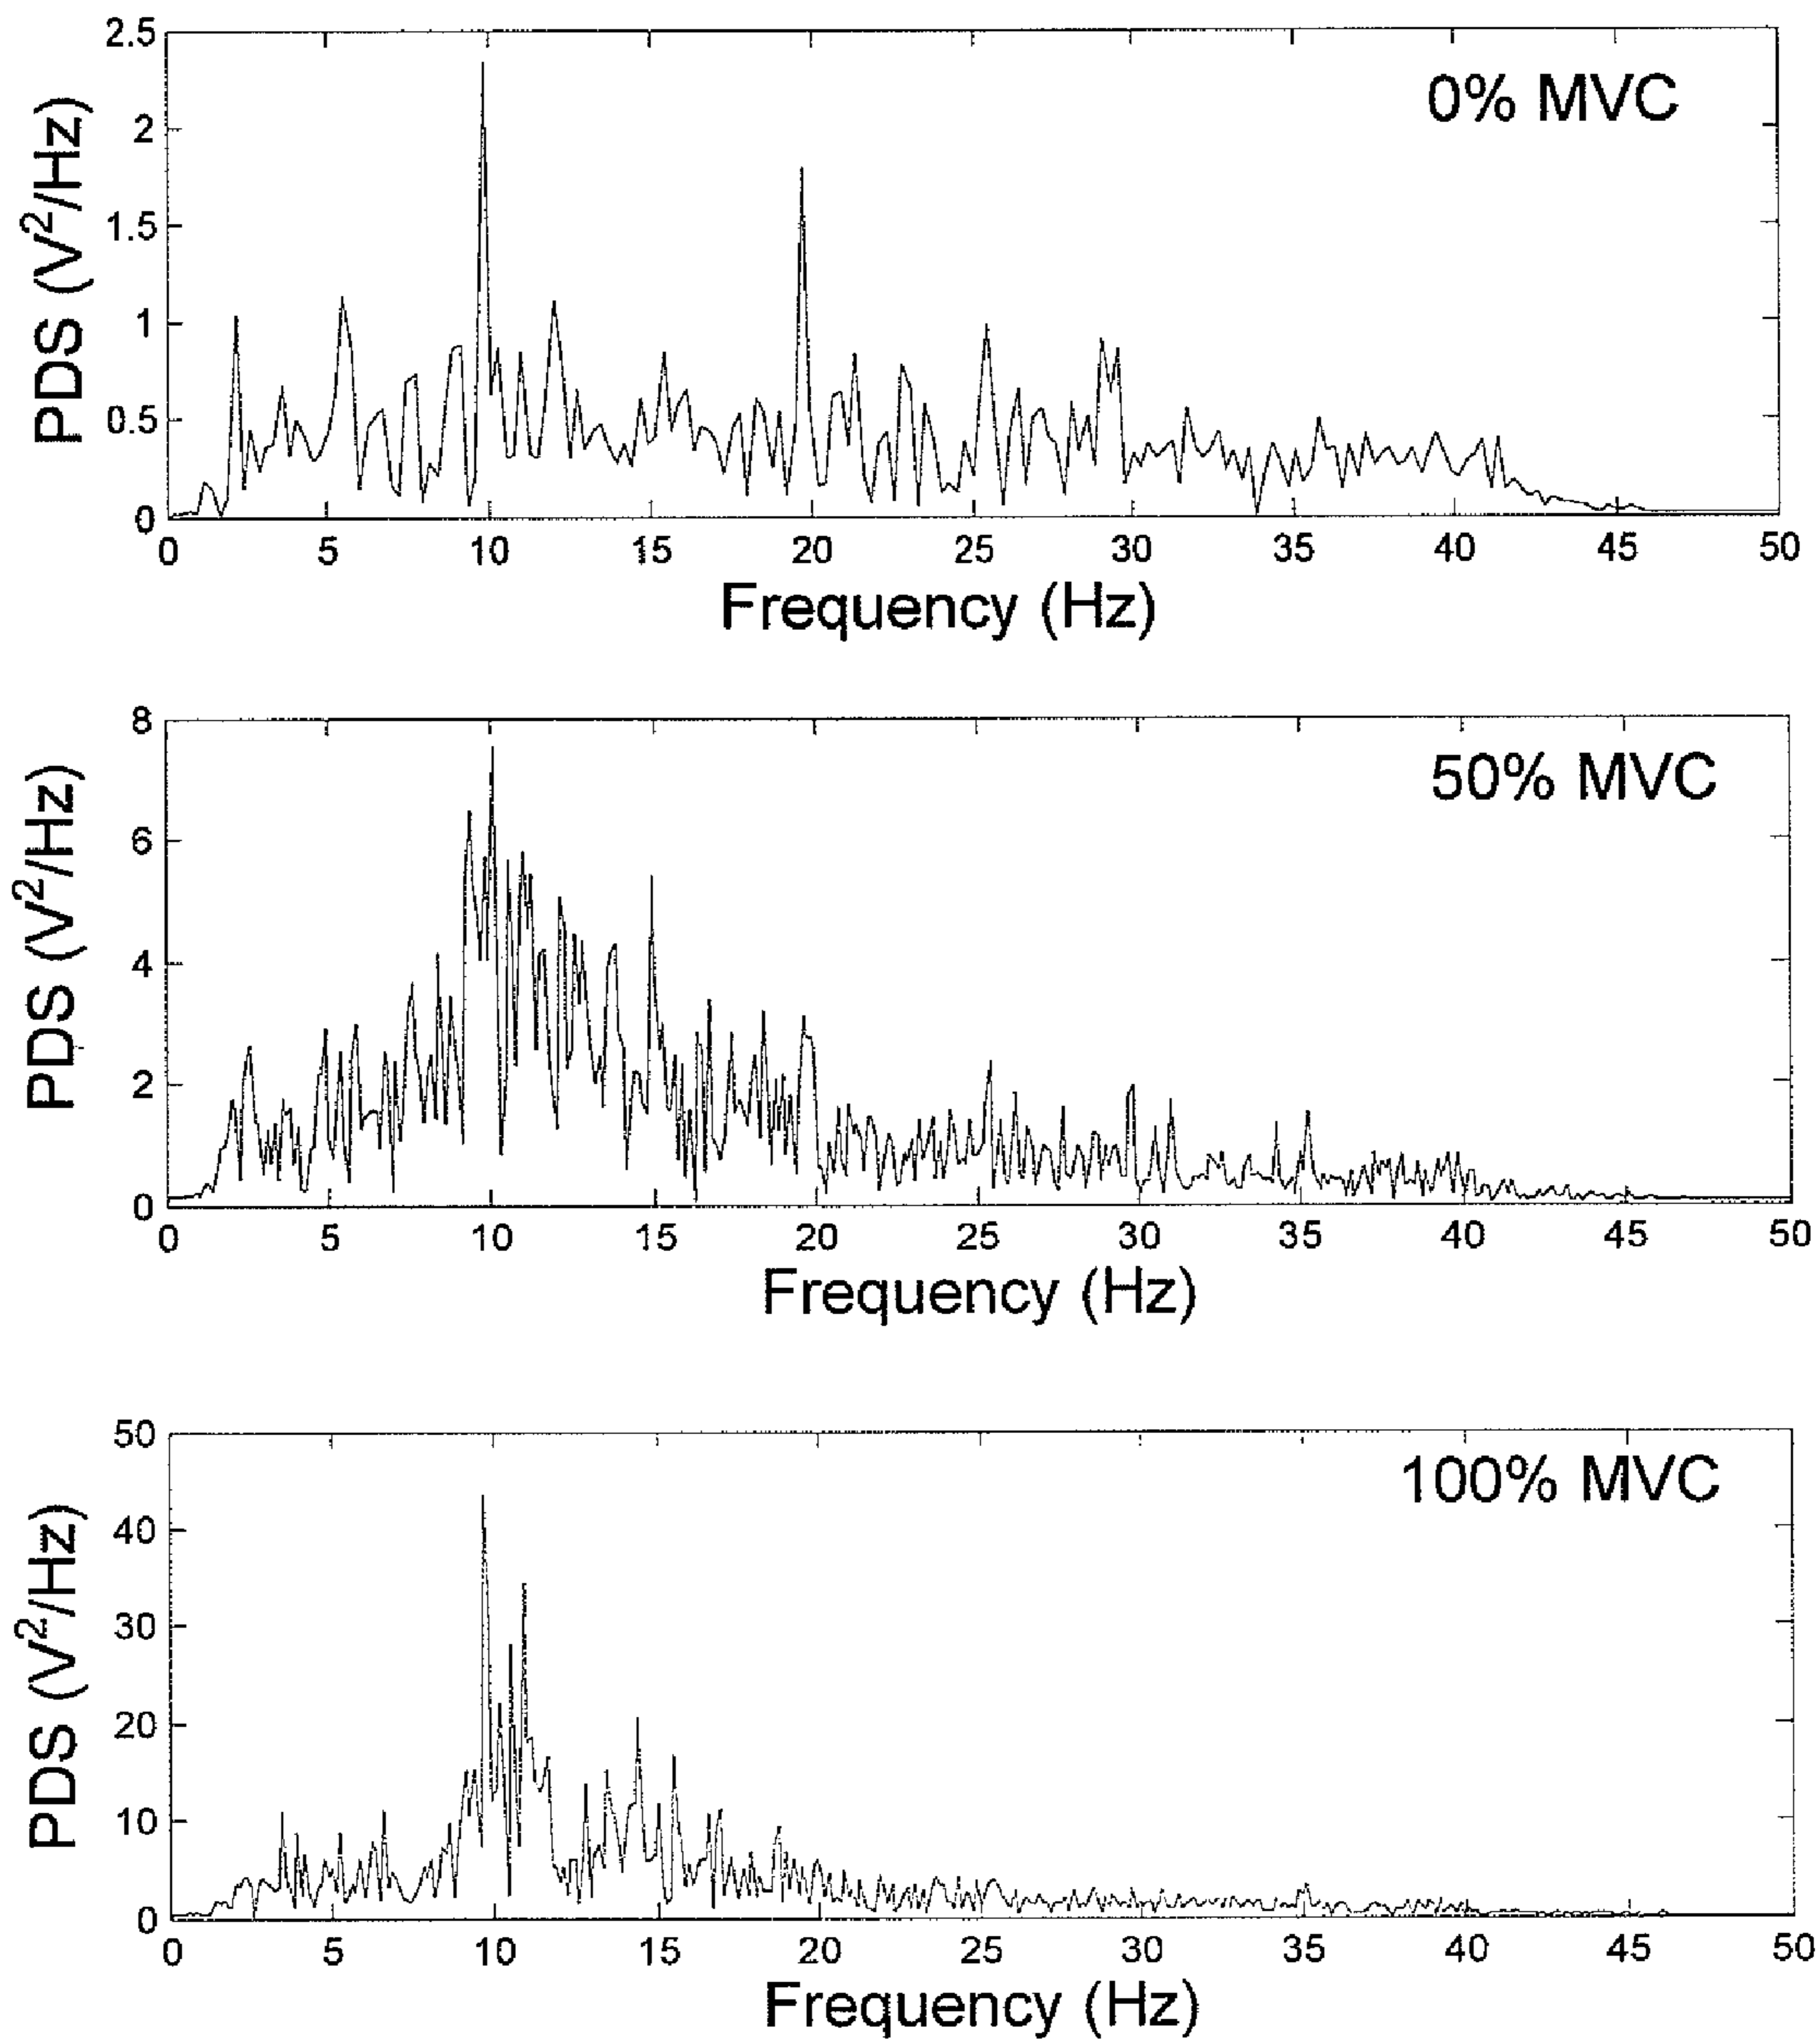 2.5
2
1.5
1
0.5
0
PDS (V²/Hz)
0% MVC
0 5 10 15 20 25 30 35 40 45 50
Frequency (Hz)
8
6
4
2
0
PDS (V²/Hz)
50% MVC
0 5 10 15 20 25 30 35 40 45 50
Frequency (Hz)
50
40
30
20
10
0
PDS (V²/Hz)
100% MVC
0 5 10 15 20 25 30 35 40 45 50
Frequency (Hz)